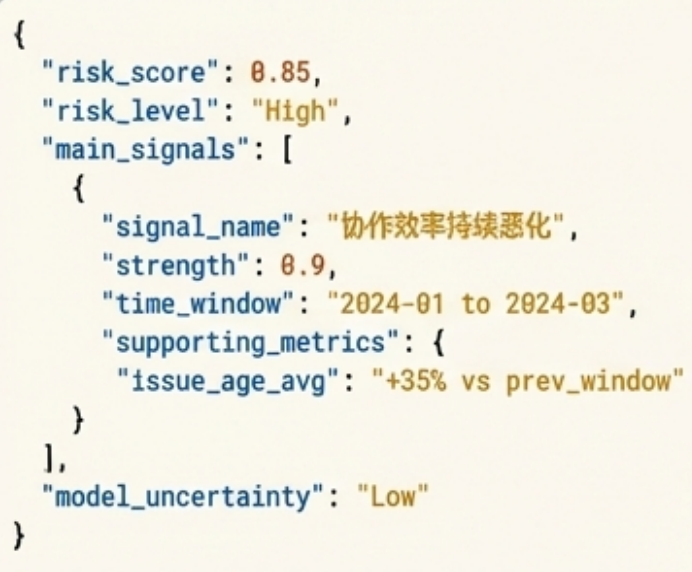 {
"risk_score": 0.85,
"risk_level": "High",
"main_signals": [
{
"signal_name": "协作效率持续恶化",
"strength": 0.9,
"time_window": "2024-01 to 2024-03",
"supporting_metrics": {
"issue_age_avg": "+35% vs prev_window"
}
],
"model_uncertainty": "Low"
}